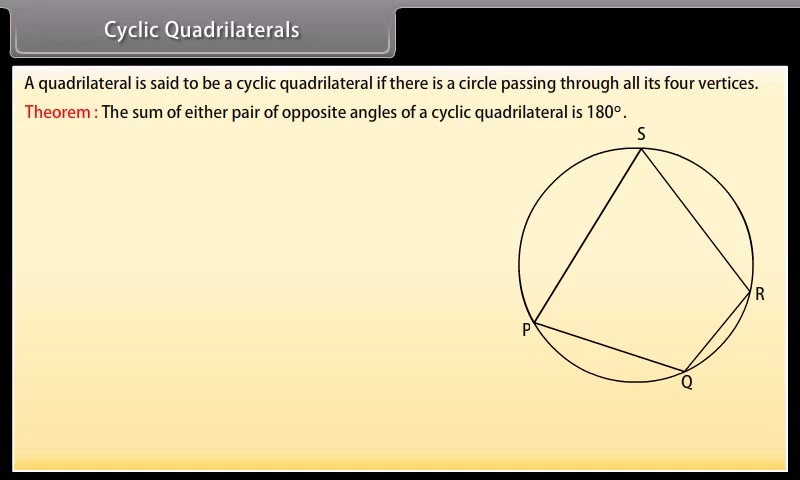 Cyclic Quadrilaterals
A quadrilateral is said to be a cyclic quadrilateral if there is a circle passing through all its four vertices.
Theorem : The sum of either pair of opposite angles of a cyclic quadrilateral is 180°.
S
R
P
Q